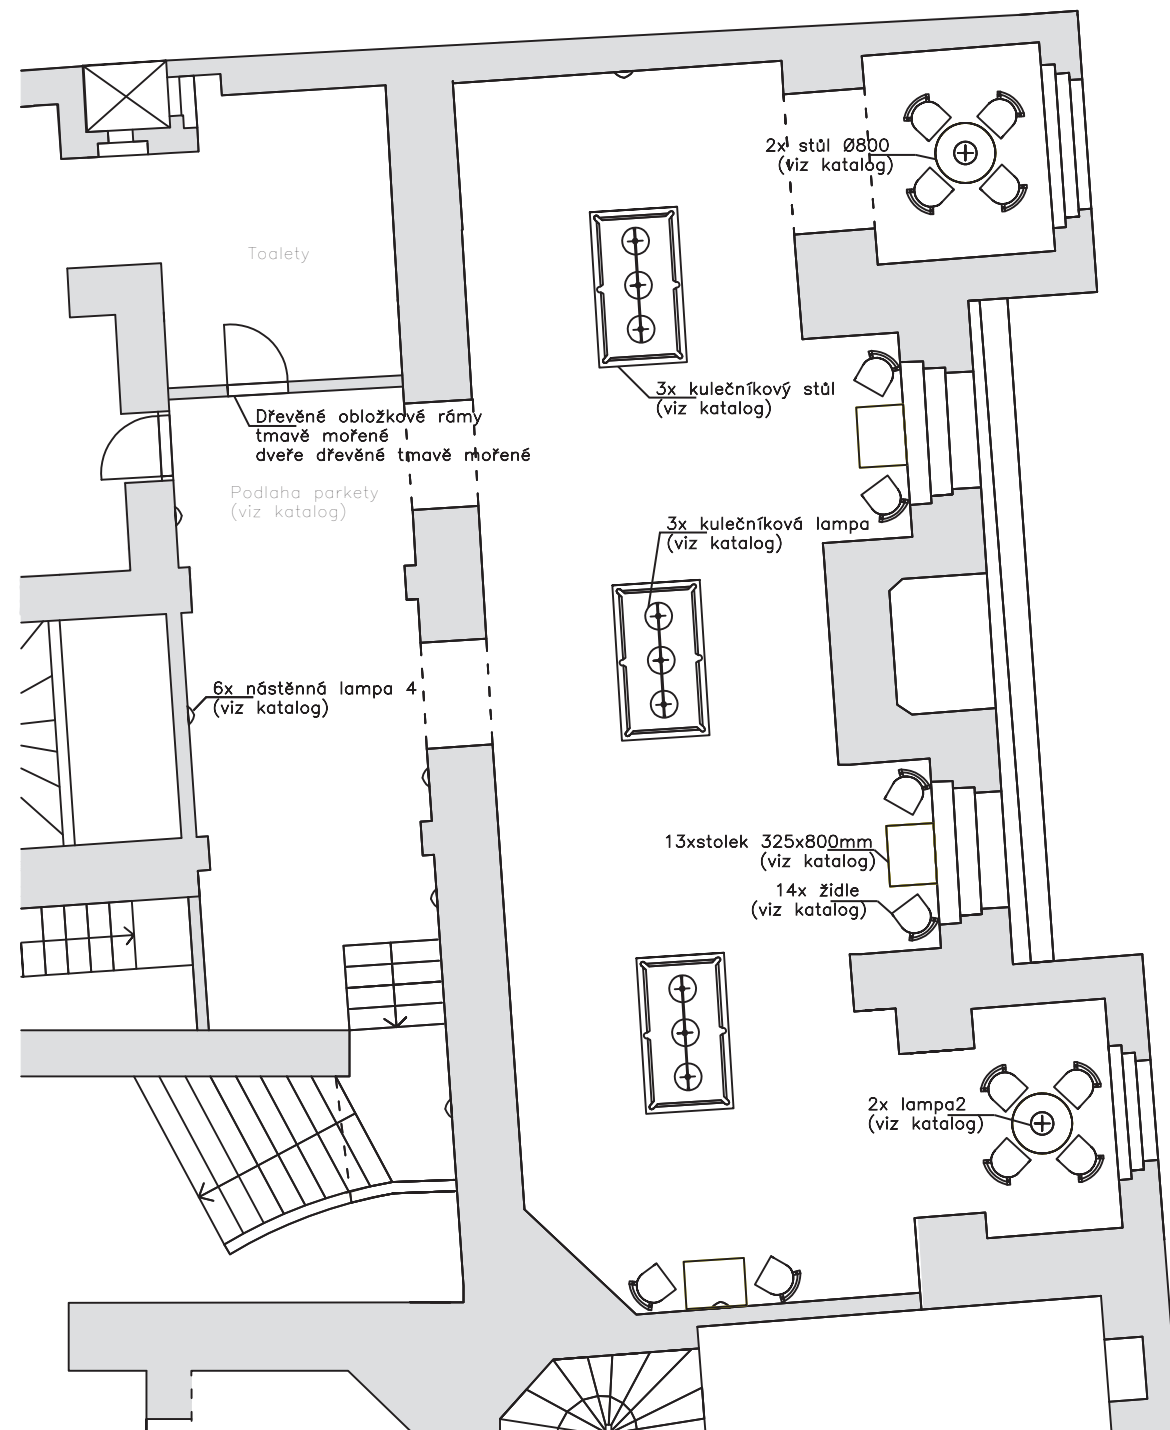 2x stůl Ø800
(viz katalog)
Toalety
3x kulečníkový stůl
(viz katalog)
Dřevěné obložkové rámy
tmavě mořené
dveře dřevěné tmavě mořené
Podlaha parkety
(viz katalog)
3x kulečníková lampa
(viz katalog)
6x nástěnná lampa 4
(viz katalog)
13xstolek 325x800mm
(viz katalog)
14x židle
(viz katalog)
2x lampa2
(viz katalog)